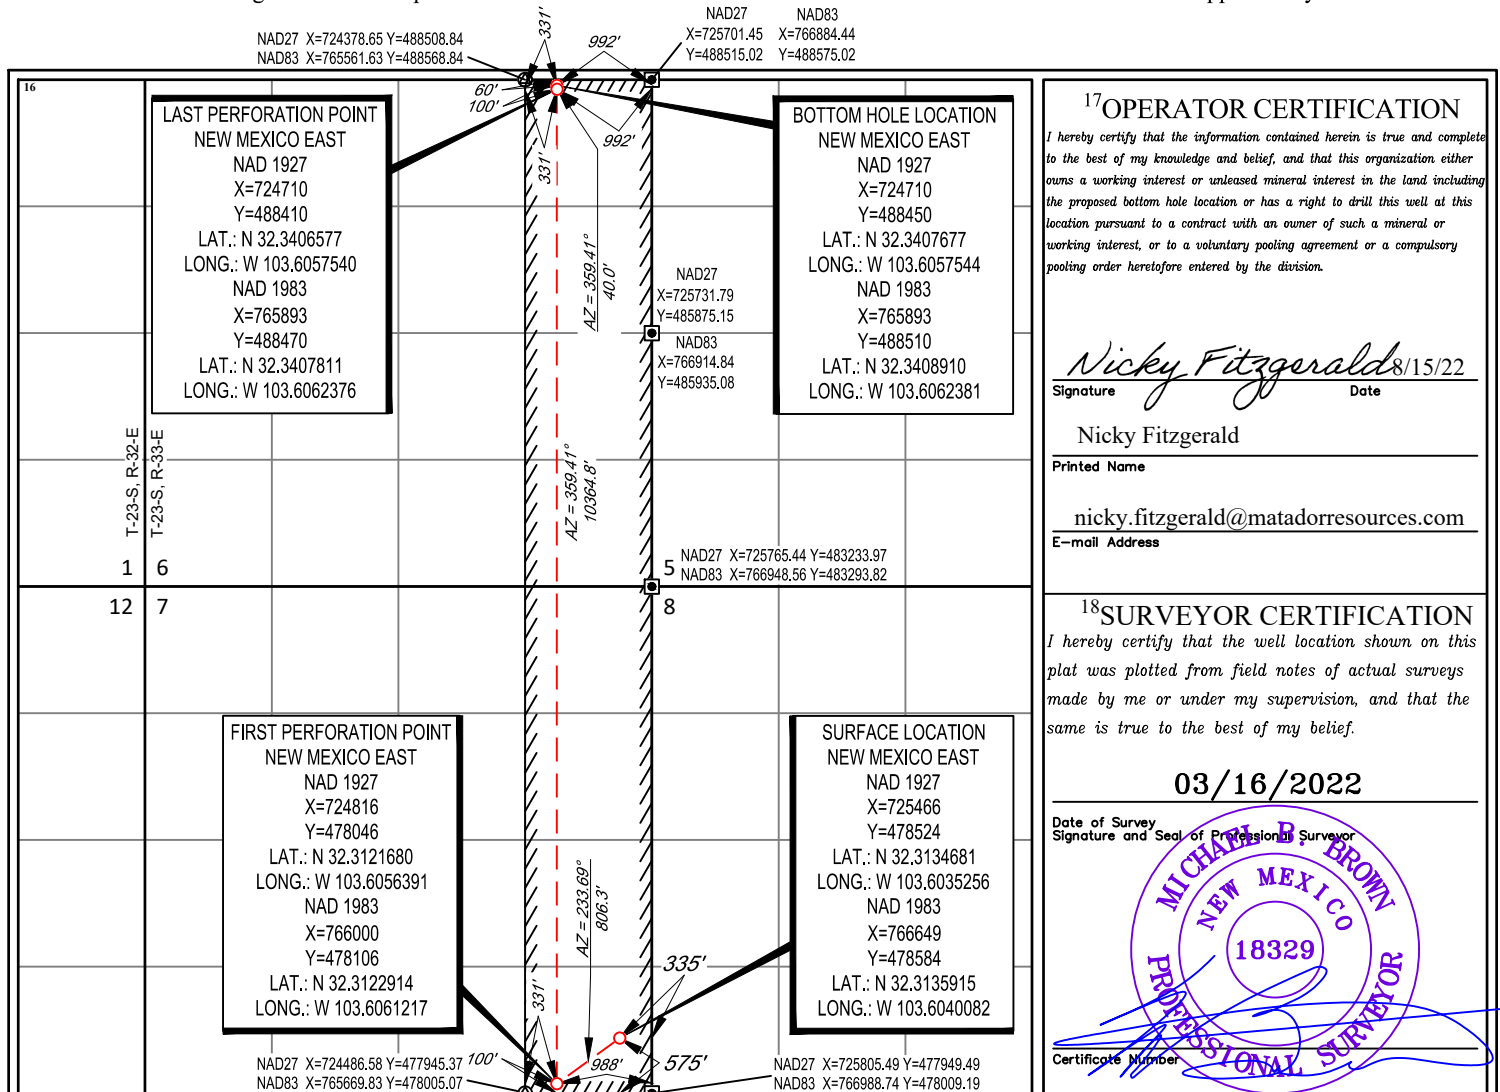 NAD27 X=724378.65 Y=488508.84
NAD83 X=765561.63 Y=488568.84
331'
992'
NAD27 NAD83
X=725701.45 X=766884.44
Y=488515.02 Y=488575.02
16
60'
100'
331'
992'
LAST PERFORATION POINT
NEW MEXICO EAST
NAD 1927
X=724710
Y=488410
LAT.: N 32.3406577
LONG.: W 103.6057540
NAD 1983
X=765893
Y=488470
LAT.: N 32.3407811
LONG.: W 103.6062376
BOTTOM HOLE LOCATION
NEW MEXICO EAST
NAD 1927
X=724710
Y=488450
LAT.: N 32.3407677
LONG.: W 103.6057544
NAD 1983
X=765893
Y=488510
LAT.: N 32.3408910
LONG.: W 103.6062381
AZ = 359.41°
40.0'
NAD27
X=725731.79
Y=485875.15
NAD83
X=766914.84
Y=485935.08
T-23-S, R-32-E
T-23-S, R-33-E
AZ = 359.41°
10364.8'
1 6
12 7
5
8
NAD27 X=725765.44 Y=483233.97
NAD83 X=766948.56 Y=483293.82
FIRST PERFORATION POINT
NEW MEXICO EAST
NAD 1927
X=724816
Y=478046
LAT.: N 32.3121680
LONG.: W 103.6056391
NAD 1983
X=766000
Y=478106
LAT.: N 32.3122914
LONG.: W 103.6061217
SURFACE LOCATION
NEW MEXICO EAST
NAD 1927
X=725466
Y=478524
LAT.: N 32.3134681
LONG.: W 103.6035256
NAD 1983
X=766649
Y=478584
LAT.: N 32.3135915
LONG.: W 103.6040082
AZ = 233.69°
806.3'
335'
331'
100'
988'
575'
NAD27 X=724486.58 Y=477945.37
NAD83 X=765669.83 Y=478005.07
NAD27 X=725805.49 Y=477949.49
NAD83 X=766988.74 Y=478009.19
17OPERATOR CERTIFICATION
I hereby certify that the information contained herein is true and complete
to the best of my knowledge and belief, and that this organization either
owns a working interest or unleased mineral interest in the land including
the proposed bottom hole location or has a right to drill this well at this
location pursuant to a contract with an owner of such a mineral or
working interest, or to a voluntary pooling agreement or a compulsory
pooling order heretofore entered by the division.
Nicky Fitzgerald 8/15/22
Signature Date
Nicky Fitzgerald
Printed Name
nicky.fitzgerald@matadorresources.com
E-mail Address
18SURVEYOR CERTIFICATION
I hereby certify that the well location shown on this
plat was plotted from field notes of actual surveys
made by me or under my supervision, and that the
same is true to the best of my belief.
03/16/2022
Date of Survey
Signature and Seal of Professional Surveyor
MICHAEL B. BROWN
NEW MEXICO
18329
PROFESSIONAL SURVEYOR
Certificate Number